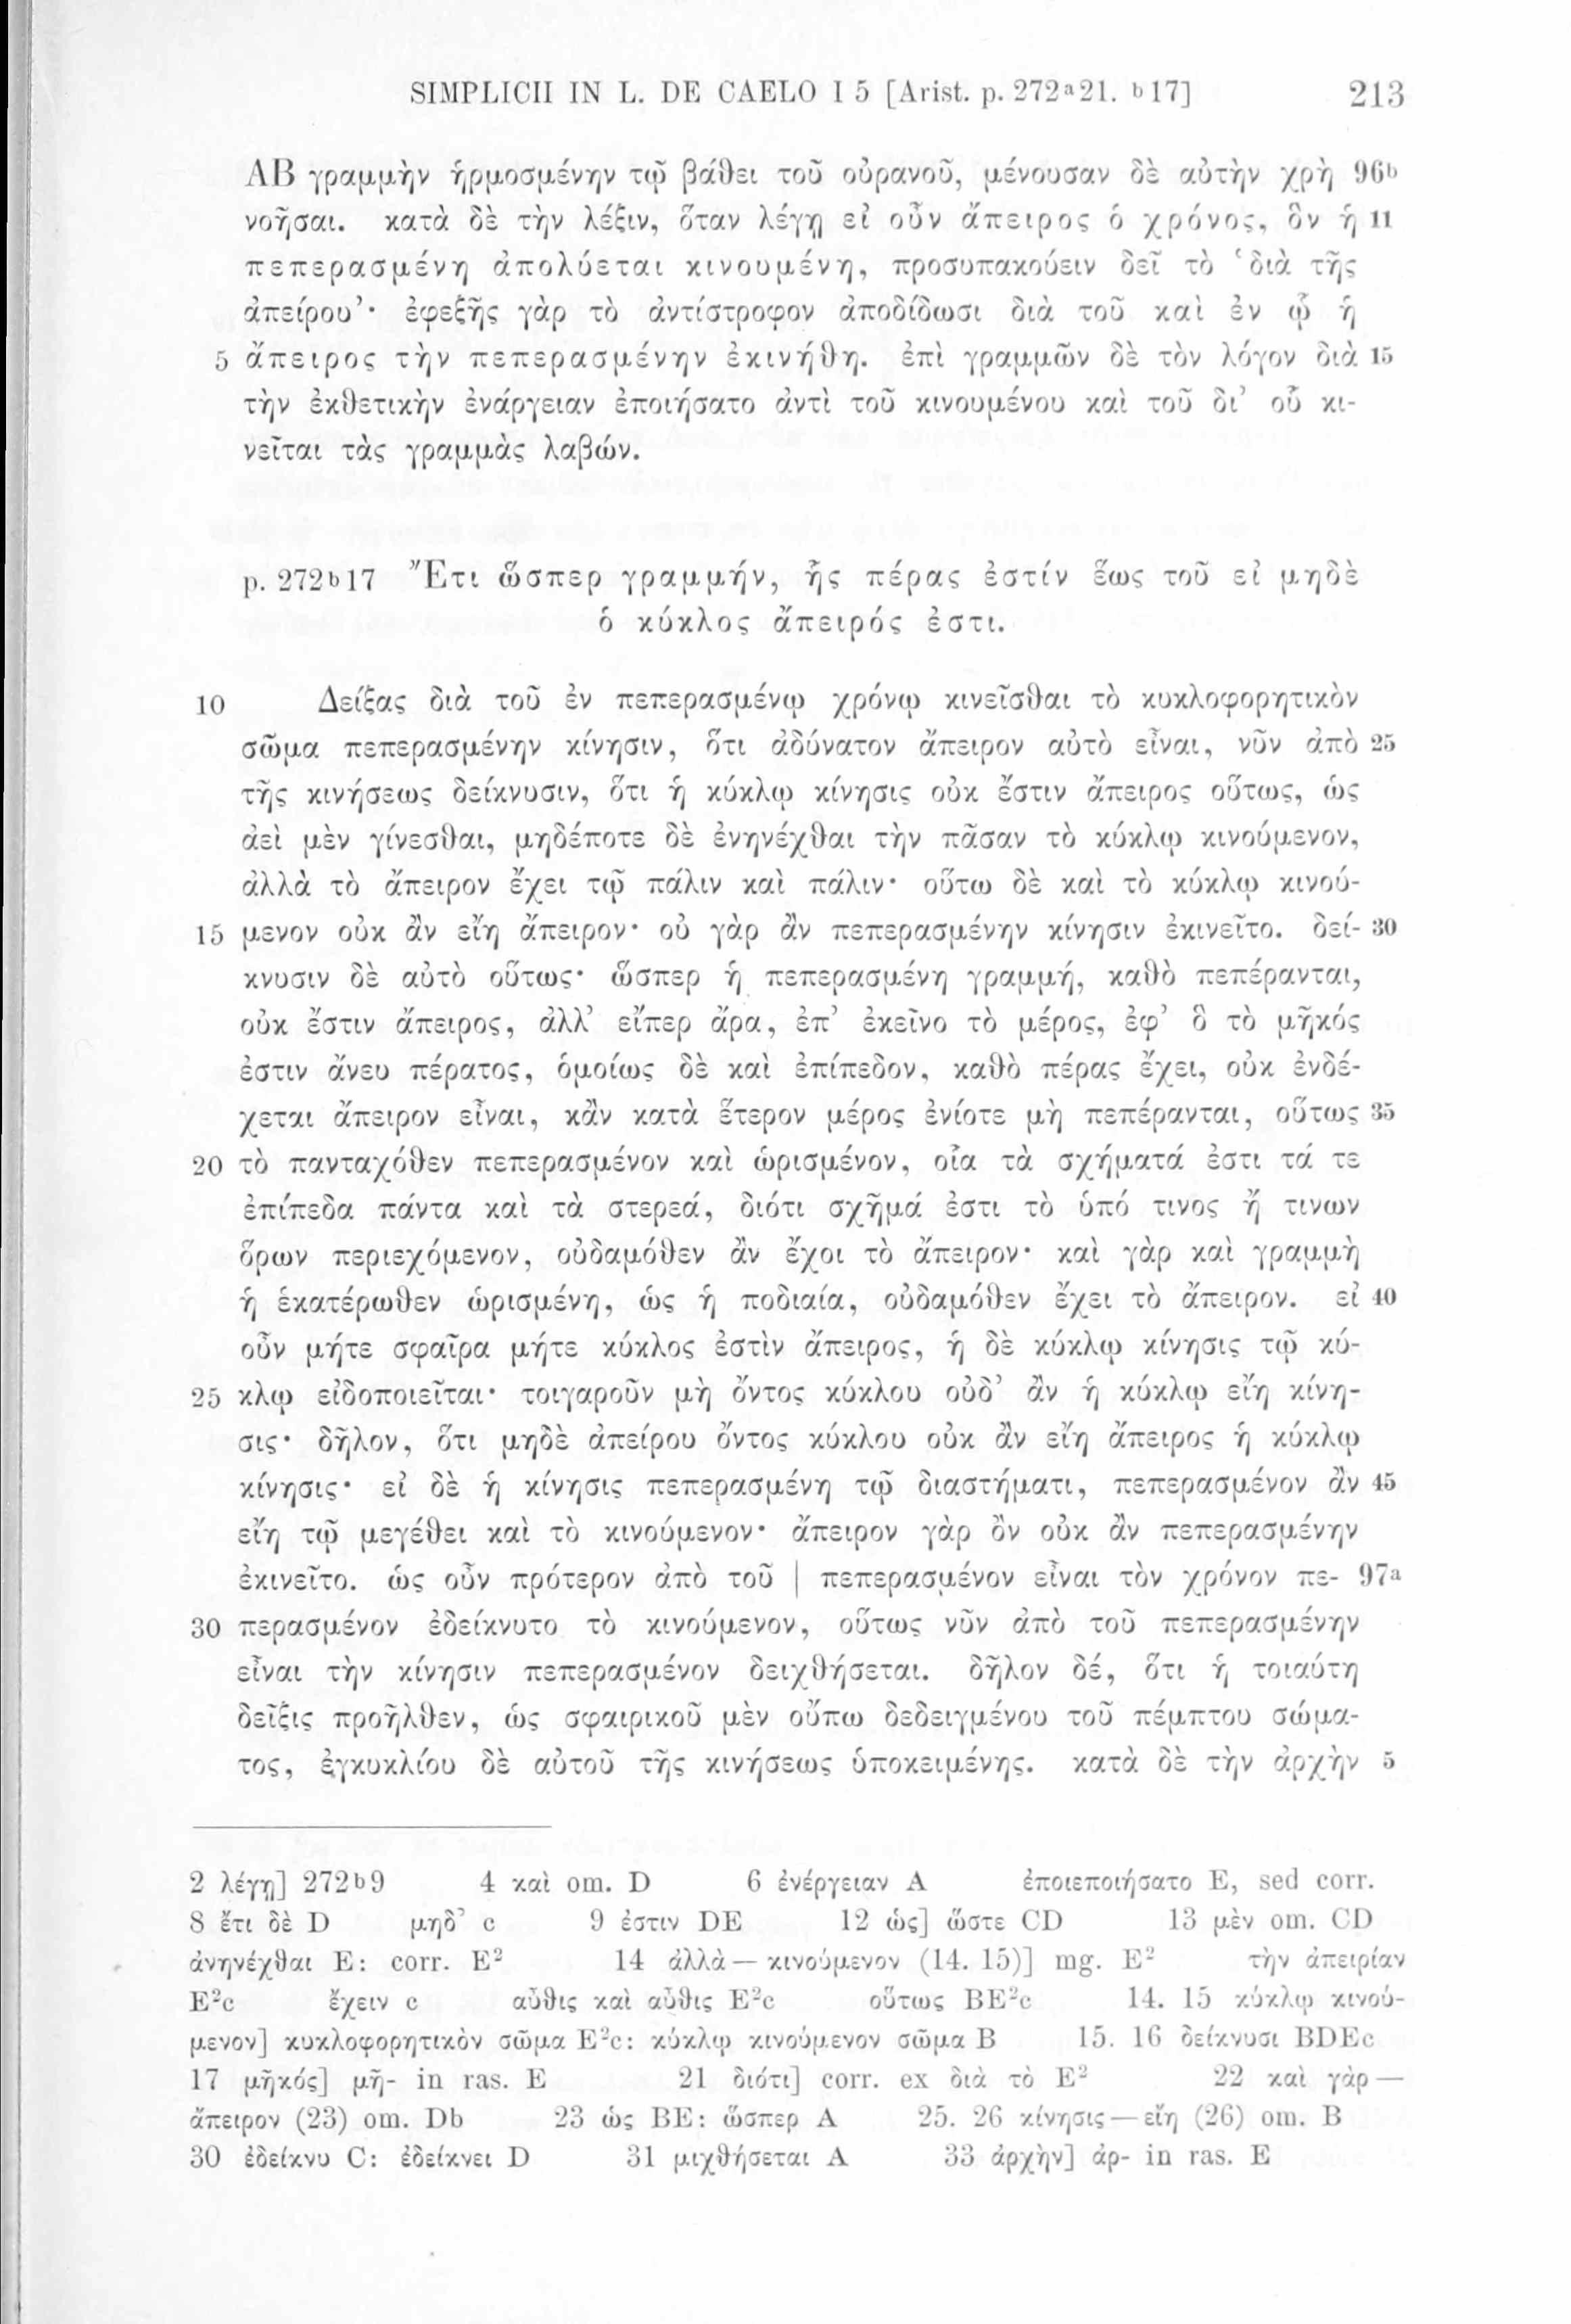 SIMPLICII IN L. DE CAELO I 5 [Arist. p. 272ᵃ21. ᵇ17] 213
ΑΒ γραμμὴν ἡρμοσμένην τῷ βάθει τοῦ οὐρανοῦ, μένουσαν δὲ αὐτὴν χρὴ 96ᵇ
νοῆσαι. κατὰ δὲ τὴν λέξιν, ὅταν λέγῃ εἰ οὖν ἄπειρος ὁ χρόνος, ὃν ἡ 11
πεπερασμένη ἀπολύεται κινουμένη, προσυπακούειν δεῖ τὸ ‘διὰ τῆς
ἀπείρου’· ἐφεξῆς γὰρ τὸ ἀντίστροφον ἀποδίδωσι διὰ τοῦ καὶ ἐν ᾧ ἡ
5 ἄπειρος τὴν πεπερασμένην ἐκινήθη. ἐπὶ γραμμῶν δὲ τὸν λόγον διὰ 15
τὴν ἐκθετικὴν ἐνάργειαν ἐποιήσατο ἀντὶ τοῦ κινουμένου καὶ τοῦ δι’ οὗ κι-
νεῖται τὰς γραμμὰς λαβών.
p. 272ᵇ17 Ἔτι ὥσπερ γραμμήν, ἧς πέρας ἐστίν ἕως τοῦ εἰ μηδὲ
ὁ κύκλος ἄπειρός ἐστι.
10 Δείξας διὰ τοῦ ἐν πεπερασμένῳ χρόνῳ κινεῖσθαι τὸ κυκλοφορητικὸν
σῶμα πεπερασμένην κίνησιν, ὅτι ἀδύνατον ἄπειρον αὐτὸ εἶναι, νῦν ἀπὸ 25
τῆς κινήσεως δείκνυσιν, ὅτι ἡ κύκλῳ κίνησις οὐκ ἔστιν ἄπειρος οὕτως, ὡς
ἀεὶ μὲν γίνεσθαι, μηδέποτε δὲ ἐνηνέχθαι τὴν πᾶσαν τὸ κύκλῳ κινούμενον,
ἀλλὰ τὸ ἄπειρον ἔχει τῷ πάλιν καὶ πάλιν· οὕτω δὲ καὶ τὸ κύκλῳ κινού-
15 μενον οὐκ ἂν εἴη ἄπειρον· οὐ γὰρ ἂν πεπερασμένην κίνησιν ἐκινεῖτο. δεί- 30
κνυσιν δὲ αὐτὸ οὕτως· ὥσπερ ἡ πεπερασμένη γραμμή, καθὸ πεπέρανται,
οὐκ ἔστιν ἄπειρος, ἀλλ’ εἴπερ ἄρα, ἐπ’ ἐκεῖνο τὸ μέρος, ἐφ’ ὃ τὸ μῆκός
ἐστιν ἄνευ πέρατος, ὁμοίως δὲ καὶ ἐπίπεδον, καθὸ πέρας ἔχει, οὐκ ἐνδέ-
χεται ἄπειρον εἶναι, κἂν κατὰ ἕτερον μέρος ἐνίοτε μὴ πεπέρανται, οὕτως 35
20 τὸ πανταχόθεν πεπερασμένον καὶ ὡρισμένον, οἷα τὰ σχήματά ἐστι τά τε
ἐπίπεδα πάντα καὶ τὰ στερεά, διότι σχῆμά ἐστι τὸ ὑπό τινος ἤ τινων
ὅρων περιεχόμενον, οὐδαμόθεν ἂν ἔχοι τὸ ἄπειρον· καὶ γὰρ καὶ γραμμὴ
ἡ ἑκατέρωθεν ὡρισμένη, ὡς ἡ ποδιαία, οὐδαμόθεν ἔχει τὸ ἄπειρον. εἰ 40
οὖν μήτε σφαῖρα μήτε κύκλος ἐστὶν ἄπειρος, ἡ δὲ κύκλῳ κίνησις τῷ κύ-
25 κλῳ εἰδοποιεῖται· τοιγαροῦν μὴ ὄντος κύκλου οὐδ’ ἂν ἡ κύκλῳ εἴη κίνη-
σις· δῆλον, ὅτι μηδὲ ἀπείρου ὄντος κύκλου οὐκ ἂν εἴη ἄπειρος ἡ κύκλῳ
κίνησις· εἰ δὲ ἡ κίνησις πεπερασμένη τῷ διαστήματι, πεπερασμένον ἂν 45
εἴη τῷ μεγέθει καὶ τὸ κινούμενον· ἄπειρον γὰρ ὂν οὐκ ἂν πεπερασμένην
ἐκινεῖτο. ὡς οὖν πρότερον ἀπὸ τοῦ | πεπερασμένον εἶναι τὸν χρόνον πε- 97ᵃ
30 περασμένον ἐδείκνυτο τὸ κινούμενον, οὕτως νῦν ἀπὸ τοῦ πεπερασμένην
εἶναι τὴν κίνησιν πεπερασμένον δειχθήσεται. δῆλον δέ, ὅτι ἡ τοιαύτη
δεῖξις προῆλθεν, ὡς σφαιρικοῦ μὲν οὔπω δεδειγμένου τοῦ πέμπτου σώμα-
τος, ἐγκυκλίου δὲ αὐτοῦ τῆς κινήσεως ὑποκειμένης. κατὰ δὲ τὴν ἀρχὴν 5
2 λέγῃ] 272ᵇ9 4 καὶ om. D 6 ἐνέργειαν A ἐποιεποιήσατο E, sed corr.
8 ἔτι δὲ D μηδ’ c 9 ἐστιν DE 12 ὡς] ὥστε CD 13 μὲν om. CD
ἀνηνέχθαι E: corr. E² 14 ἀλλὰ — κινούμενον (14. 15)] mg. E² τὴν ἀπειρίαν
E²c ἔχειν c αὖθις καὶ αὖθις E²c οὕτως BE²c 14. 15 κύκλῳ κινού-
μενον] κυκλοφορητικὸν σῶμα E²c: κύκλῳ κινούμενον σῶμα B 15. 16 δείκνυσι BDEc
17 μῆκός] μῆ- in ras. E 21 διότι] corr. ex διὰ τὸ E² 22 καὶ γὰρ —
ἄπειρον (23) om. Db 23 ὡς BE: ὥσπερ A 25. 26 κίνησις — εἴη (26) om. B
30 ἐδείκνυ C: ἐδείκνει D 31 μιχθήσεται A 33 ἀρχὴν] ἀρ- in ras. E